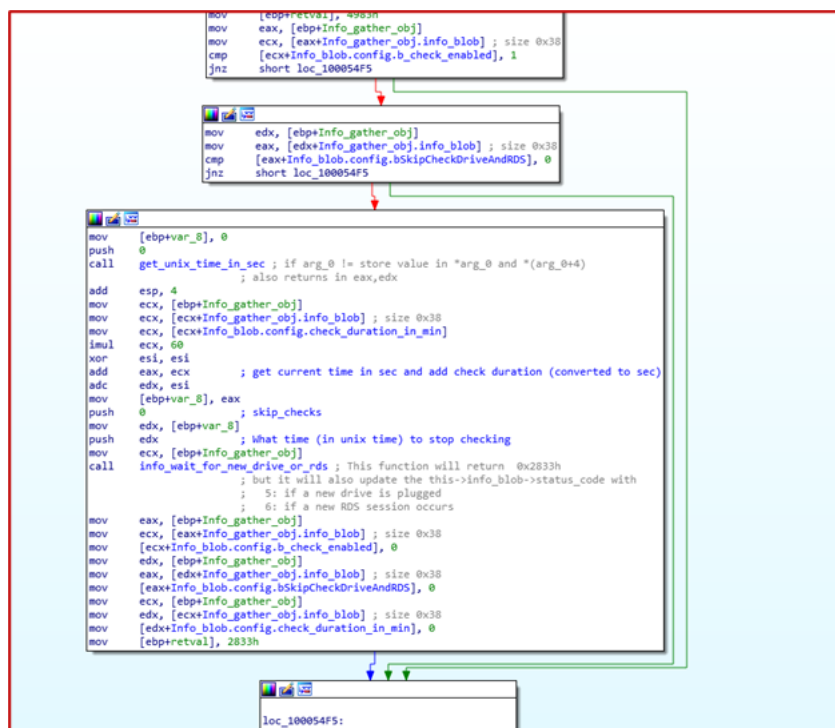 mov [ebp+retval], 4983h
mov eax, [ebp+Info_gather_obj]
mov ecx, [eax+Info_gather_obj.info_blob] ; size 0x38
cmp [ecx+Info_blob.config.b_check_enabled], 1
jnz short loc_100054F5
mov edx, [ebp+Info_gather_obj]
mov eax, [edx+Info_gather_obj.info_blob] ; size 0x38
cmp [eax+Info_blob.config.bSkipCheckDriveAndRDS], 0
jnz short loc_100054F5
mov [ebp+var_8], 0
push 0
call get_unix_time_in_sec ; if arg_0 != store value in *arg_0 and *(arg_0+4)
; also returns in eax,edx
add esp, 4
mov ecx, [ebp+Info_gather_obj]
mov ecx, [ecx+Info_gather_obj.info_blob] ; size 0x38
mov ecx, [ecx+Info_blob.config.check_duration_in_min]
imul ecx, 60
xor esi, esi
add eax, ecx ; get current time in sec and add check duration (converted to sec)
adc edx, esi
mov [ebp+var_8], eax
push 0 ; skip_checks
mov edx, [ebp+var_8]
push edx ; What time (in unix time) to stop checking
mov ecx, [ebp+Info_gather_obj]
call info_wait_for_new_drive_or_rds ; This function will return 0x2833h
; but it will also update the this->info_blob->status_code with
; 5: if a new drive is plugged
; 6: if a new RDS session occurs
mov eax, [ebp+Info_gather_obj]
mov ecx, [eax+Info_gather_obj.info_blob] ; size 0x38
mov [ecx+Info_blob.config.b_check_enabled], 0
mov edx, [ebp+Info_gather_obj]
mov eax, [edx+Info_gather_obj.info_blob] ; size 0x38
mov [eax+Info_blob.config.bSkipCheckDriveAndRDS], 0
mov ecx, [ebp+Info_gather_obj]
mov edx, [ecx+Info_gather_obj.info_blob] ; size 0x38
mov [edx+Info_blob.config.check_duration_in_min], 0
mov [ebp+retval], 2833h
loc_100054F5: